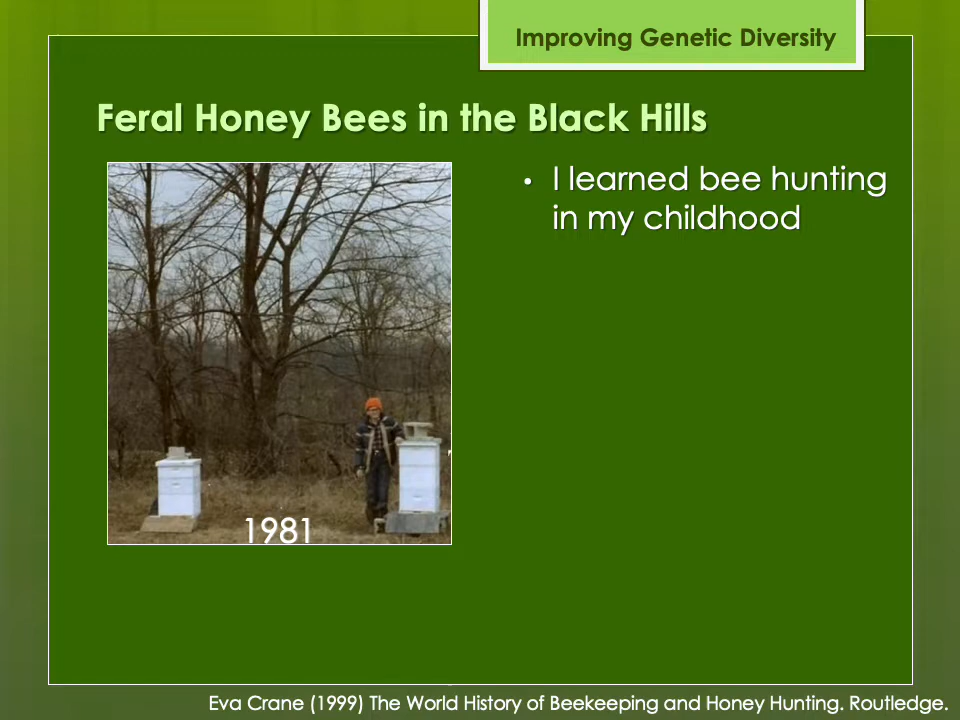 Improving Genetic Diversity
Feral Honey Bees in the Black Hills
• I learned bee hunting
in my childhood
1981
Eva Crane (1999) The World History of Beekeeping and Honey Hunting. Routledge.